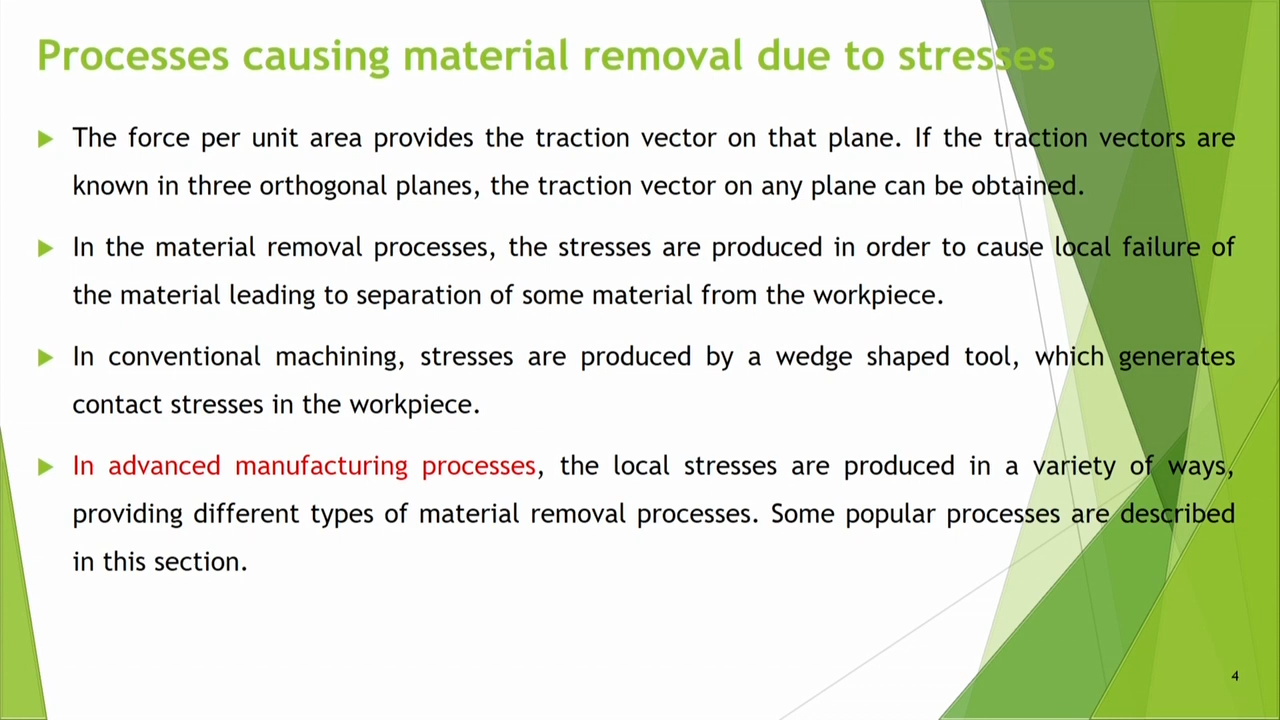 Processes causing material removal due to stresses
The force per unit area provides the traction vector on that plane. If the traction vectors are
known in three orthogonal planes, the traction vector on any plane can be obtained.
In the material removal processes, the stresses are produced in order to cause local failure of
the material leading to separation of some material from the workpiece.
In conventional machining, stresses are produced by a wedge shaped tool, which generates
contact stresses in the workpiece.
In advanced manufacturing processes, the local stresses are produced in a variety of ways,
providing different types of material removal processes. Some popular processes are described
in this section.
4